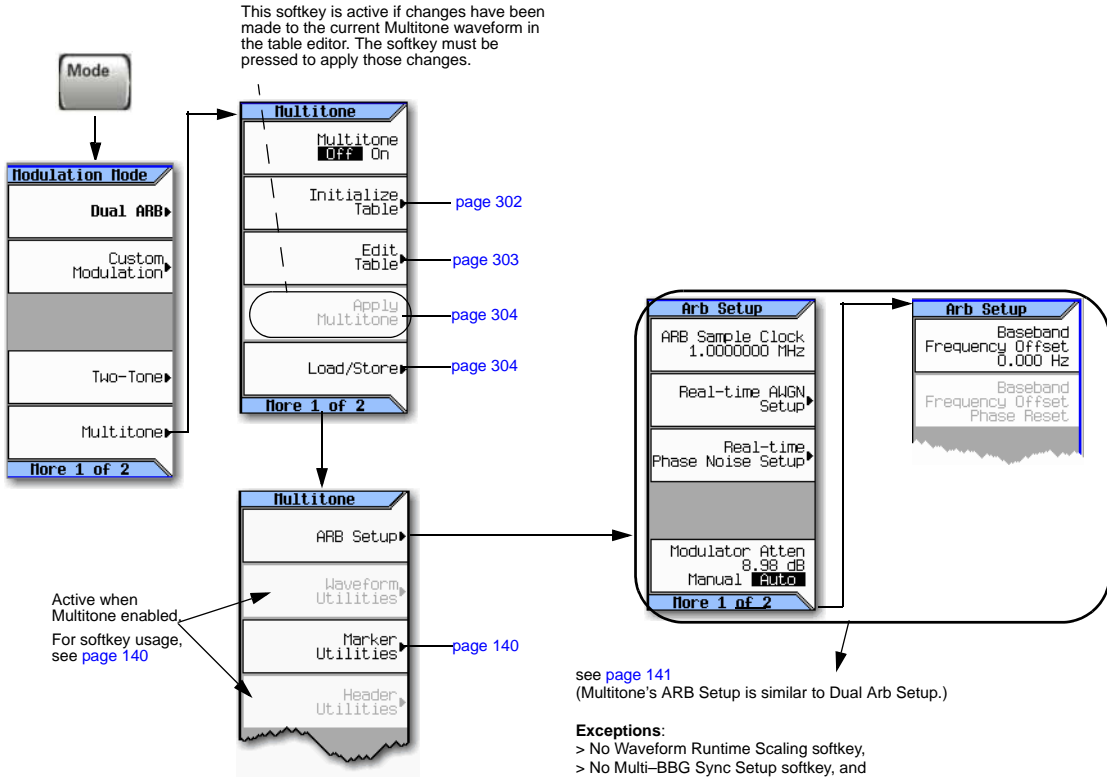 This softkey is active if changes have been
made to the current Multitone waveform in
the table editor. The softkey must be
pressed to apply those changes.
Mode
Modulation Mode
Dual ARB
Custom
Modulation
Two-Tone
Multitone
More 1 of 2
Multitone
Multitone
Off On
Initialize
Table
page 302
Edit
Table
page 303
Apply
Multitone
page 304
Load/Store
page 304
More 1 of 2
Multitone
ARB Setup
Waveform
Utilities
Marker
Utilities
page 140
Header
Utilities
Active when
Multitone enabled.
For softkey usage,
see page 140
Arb Setup
ARB Sample Clock
1.0000000 MHz
Real-time AWGN
Setup
Real-time
Phase Noise Setup
Modulator Atten
8.98 dB
Manual Auto
More 1 of 2
Arb Setup
Baseband
Frequency Offset
0.000 Hz
Baseband
Frequency Offset
Phase Reset
see page 141
(Multitone's ARB Setup is similar to Dual Arb Setup.)
Exceptions:
> No Waveform Runtime Scaling softkey,
> No Multi–BBG Sync Setup softkey, and